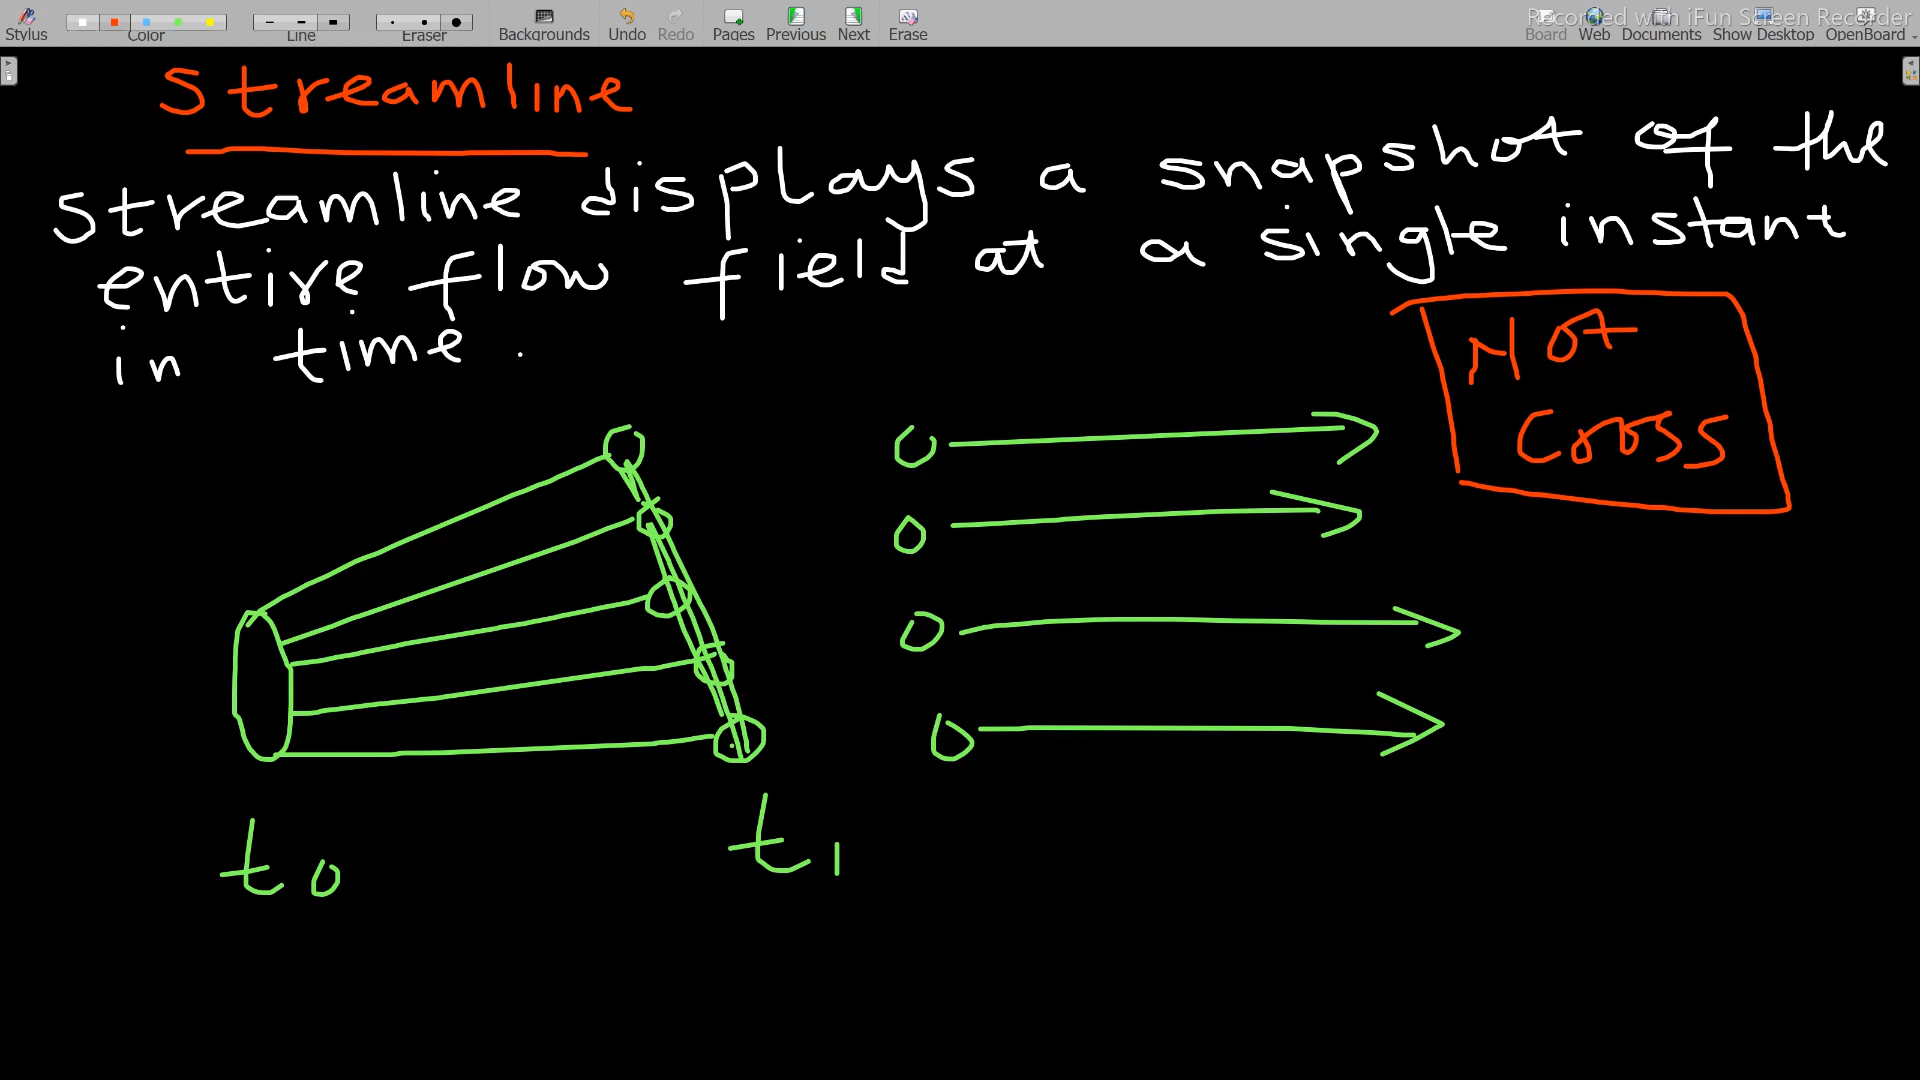 Recorded with iFun Screen Recorder
Stylus Color Line Eraser Backgrounds Undo Redo Pages Previous Next Erase Board Web Documents Show Desktop OpenBoard
Streamline
Streamline displays a snapshot of the
entire flow field at a single instant
in time.
Not
Cross
t0
t1